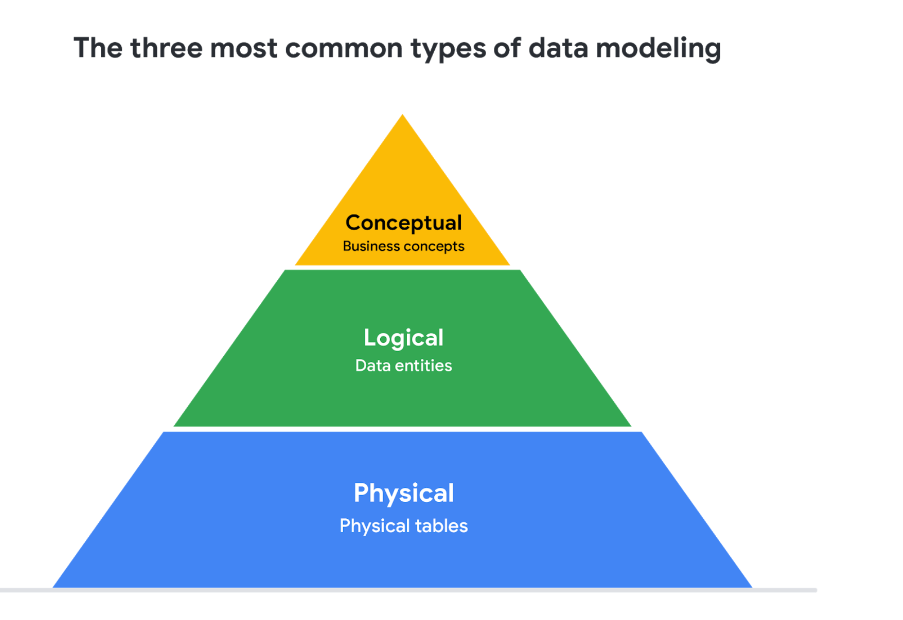 The three most common types of data modeling
Conceptual
Business concepts
Logical
Data entities
Physical
Physical tables